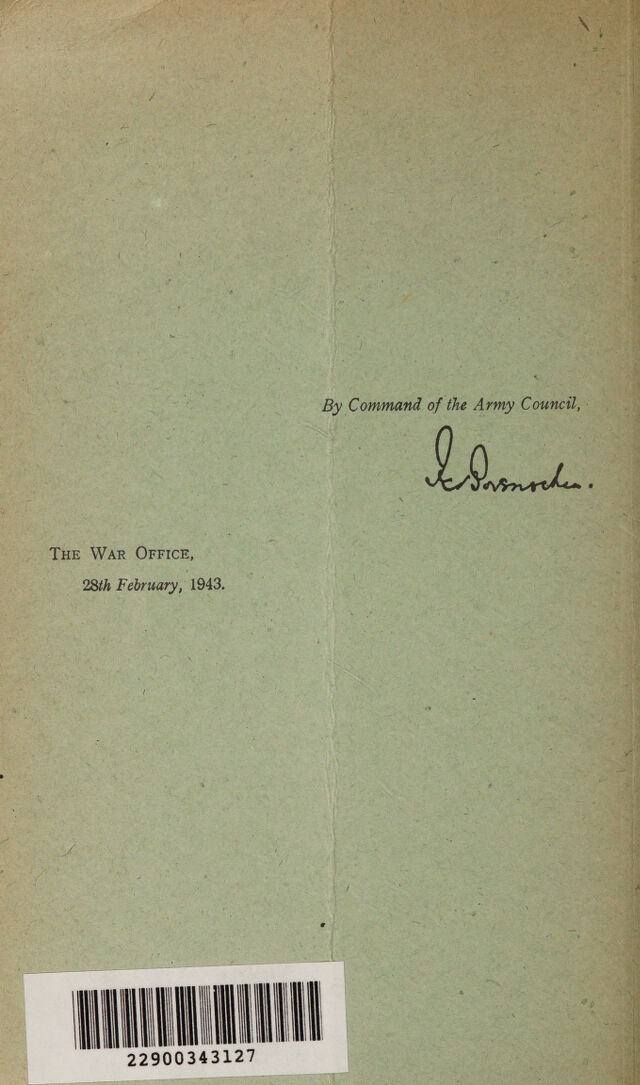 By Command of the Army Council,
THE WAR OFFICE,
28th February, 1943.
22900343127